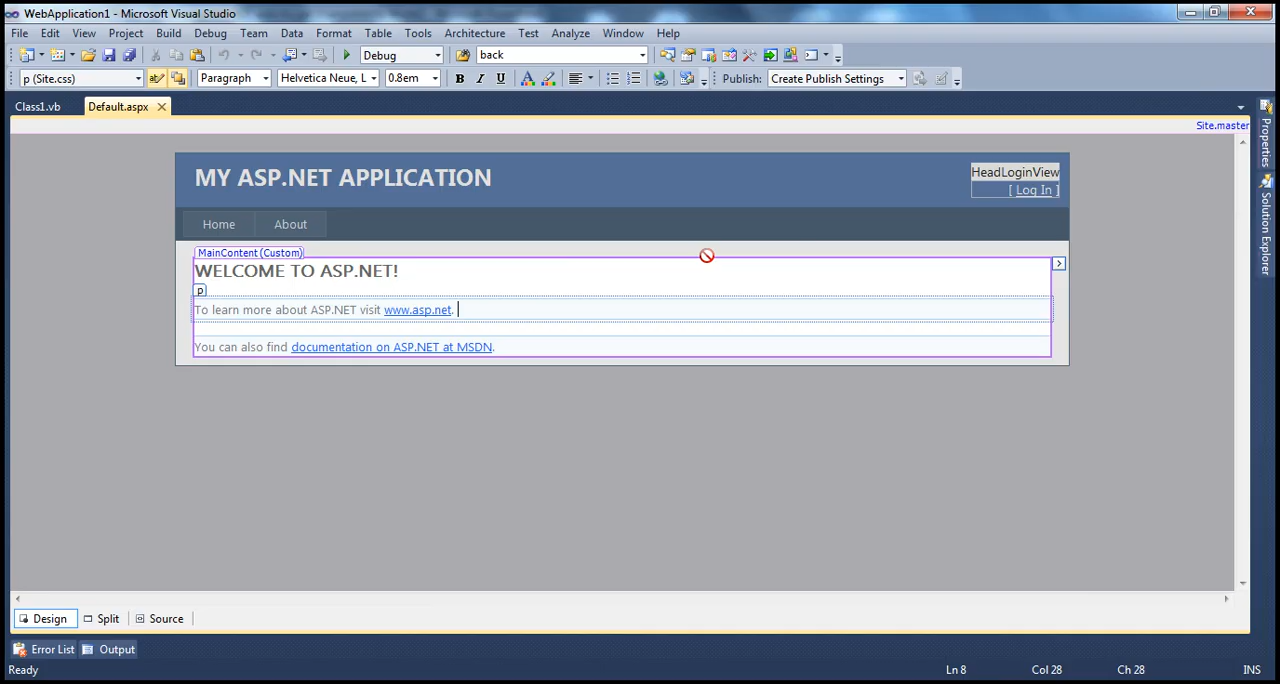 WebApplication1 - Microsoft Visual Studio
File Edit View Project Build Debug Team Data Format Table Tools Architecture Test Analyze Window Help
Debug back
p (Site.css) Paragraph Helvetica Neue, L 0.8em B I U A Publish: Create Publish Settings
Class1.vb Default.aspx
Site.master
Properties
Solution Explorer
MY ASP.NET APPLICATION
HeadLoginView
[ Log In ]
Home About
MainContent (Custom)
WELCOME TO ASP.NET!
p
To learn more about ASP.NET visit www.asp.net.
You can also find documentation on ASP.NET at MSDN.
Design Split Source
Error List Output
Ready Ln 8 Col 28 Ch 28 INS